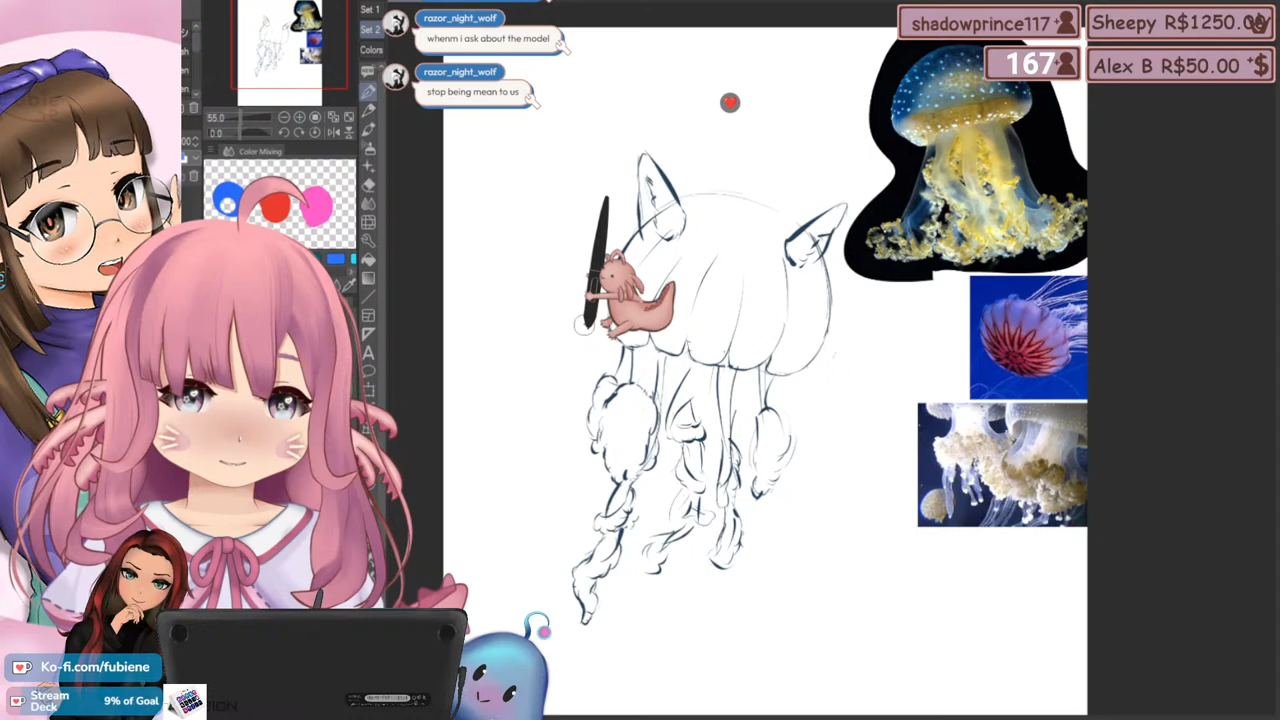 Set 1
Set 2
Colors
razor_night_wolf
whenm i ask about the model
razor_night_wolf
stop being mean to us
shadowprince117
Sheepy R$1250.00
167
Alex B R$50.00
55.0
0.0
Color Mixing
Ko-fi.com/fubiene
Stream
Deck
9% of Goal